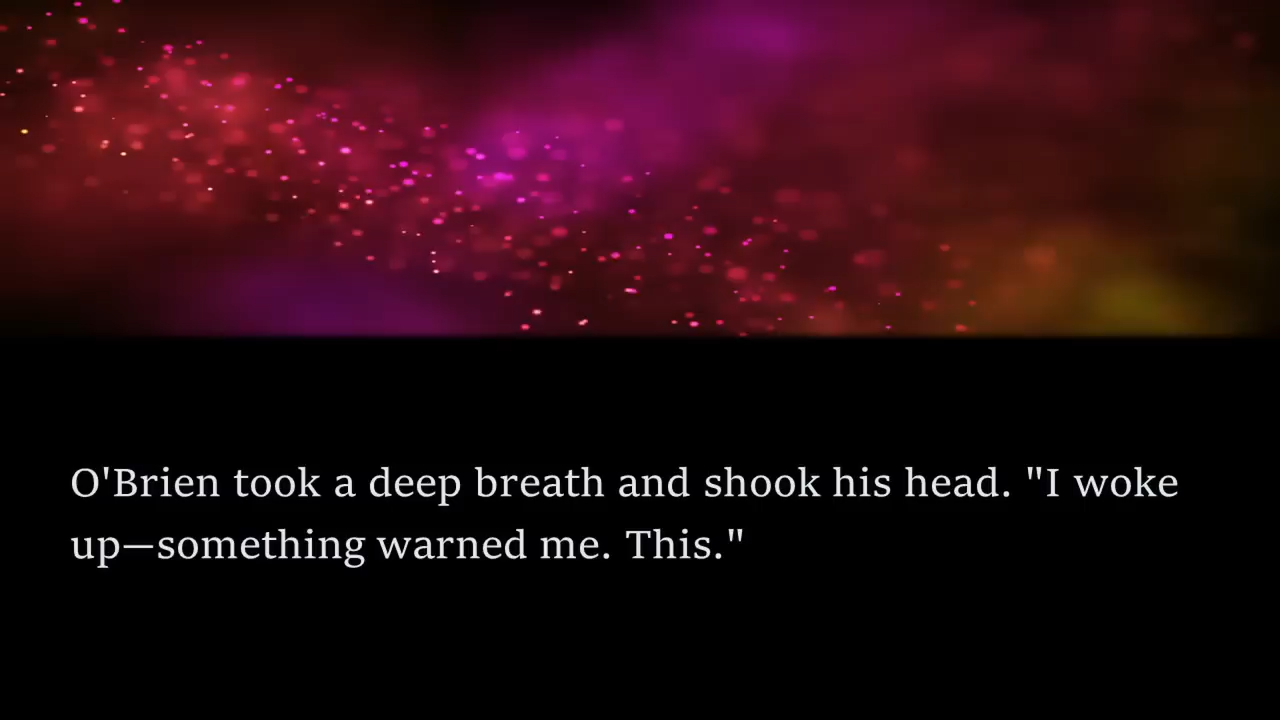 O'Brien took a deep breath and shook his head. "I woke
up—something warned me. This."